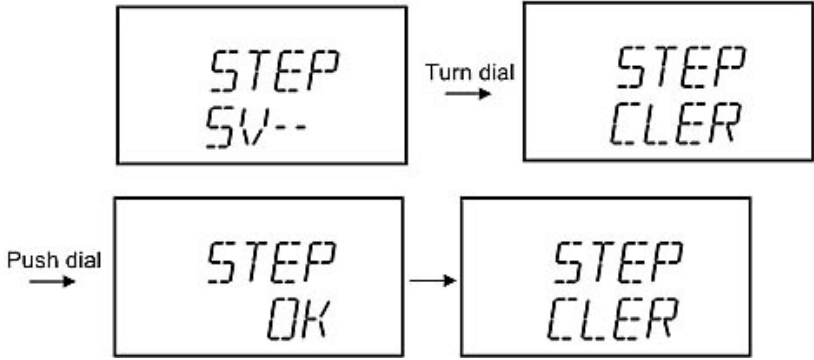 STEP
SV--
Turn dial
STEP
CLER
Push dial
STEP
OK
STEP
CLER